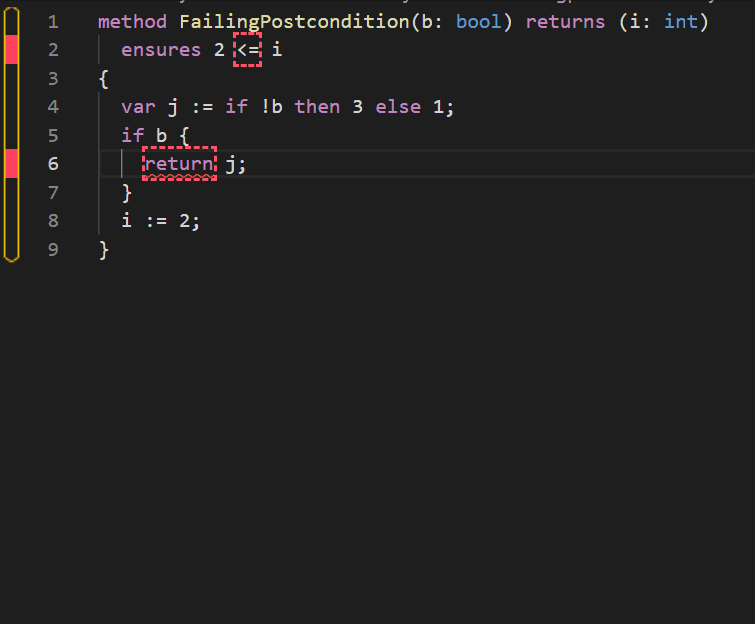 1 method FailingPostcondition(b: bool) returns (i: int)
2 ensures 2 <= i
3 {
4 var j := if !b then 3 else 1;
5 if b {
6 return j;
7 }
8 i := 2;
9 }